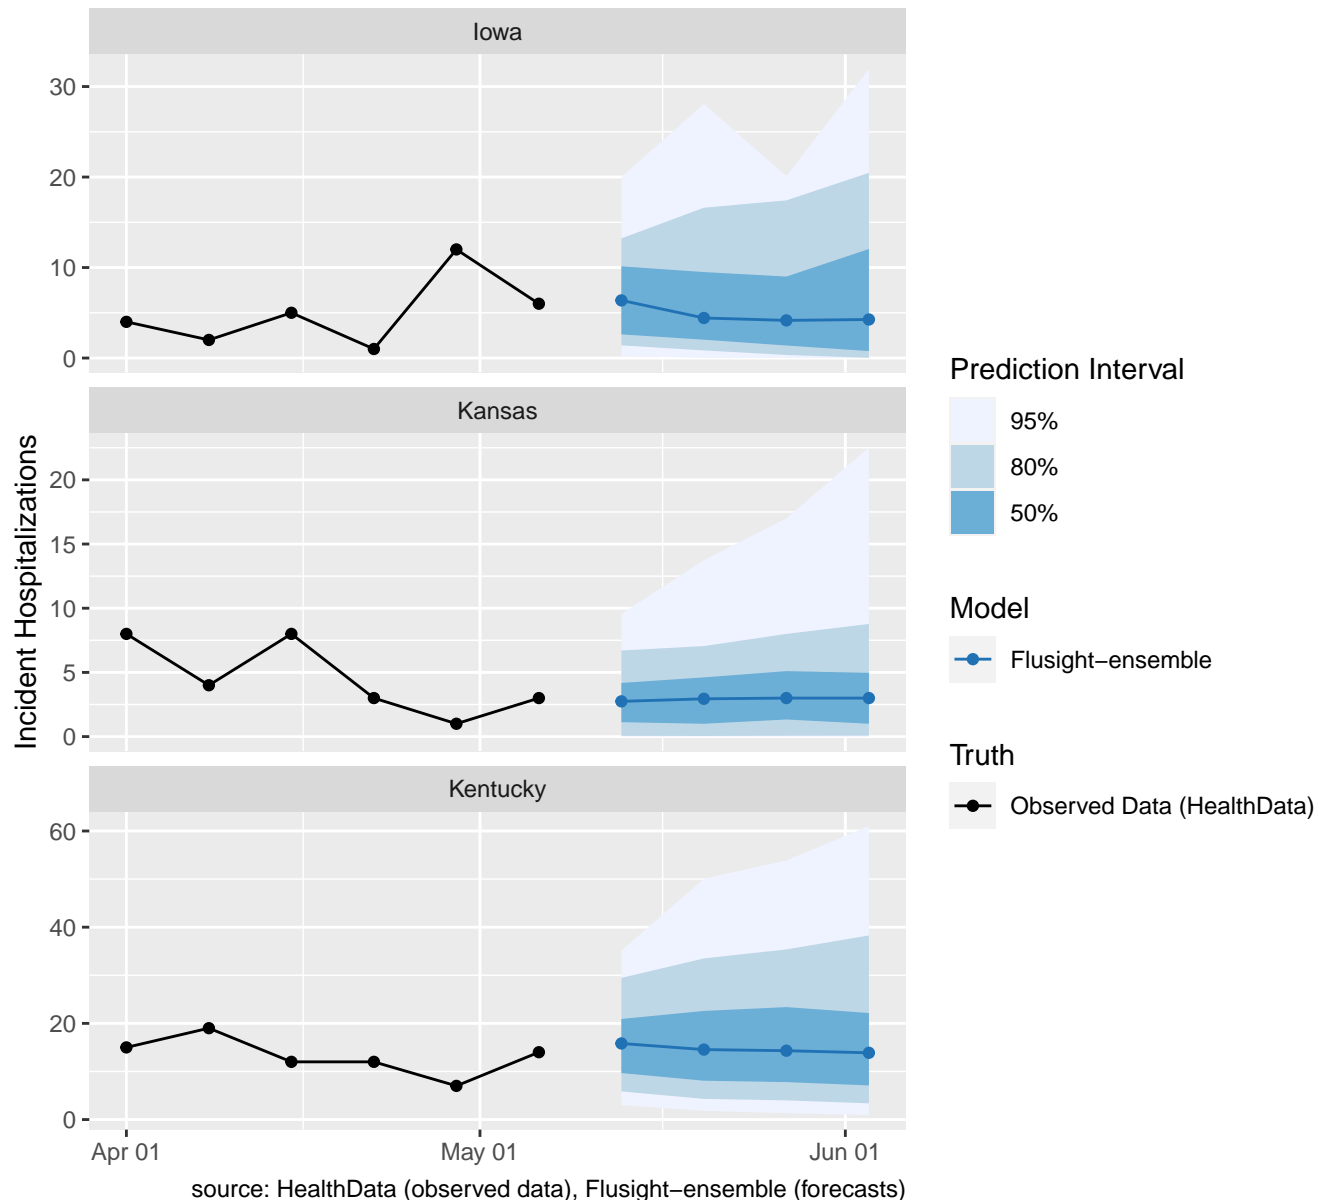 Iowa
30
20
10
0
Kansas
20
15
10
5
0
Kentucky
60
40
20
0
Apr 01
May 01
Jun 01
Incident Hospitalizations
source: HealthData (observed data), Flusight−ensemble (forecasts)
Prediction Interval
95%
80%
50%
Model
Flusight−ensemble
Truth
Observed Data (HealthData)